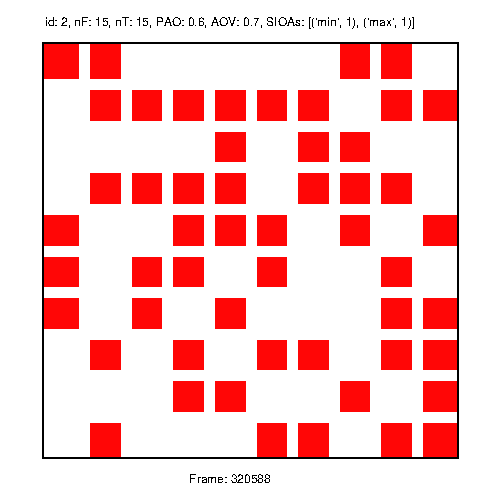 id: 2, nF: 15, nT: 15, PAO: 0.6, AOV: 0.7, SIOAs: [('min', 1), ('max', 1)]
Frame: 320588